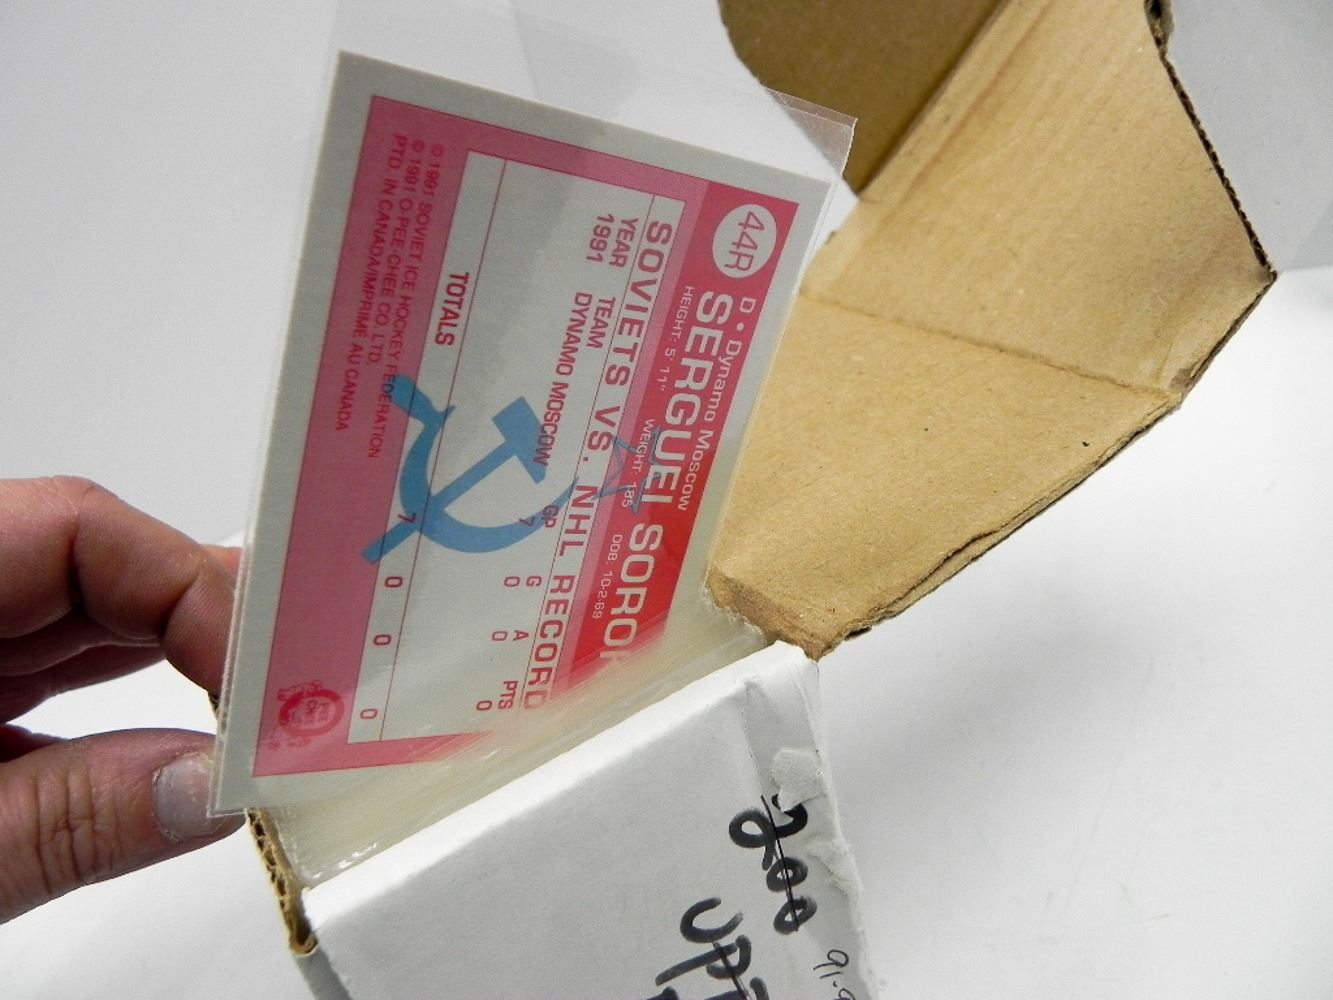 44R
D • Dynamo Moscow
SERGUEI
HEIGHT: 5' 11" WEIGHT: 185 DOB: 10-2-69
SOVIETS VS. NHL RECORD
YEAR TEAM GP G A PTS
1991 DYNAMO MOSCOW 7 0 0 0
TOTALS 7 0 0 0
© 1991 SOVIET ICE HOCKEY FEDERATION
© 1991 O-PEE-CHEE CO. LTD.
PTD. IN CANADA/IMPRIMÉ AU CANADA
200